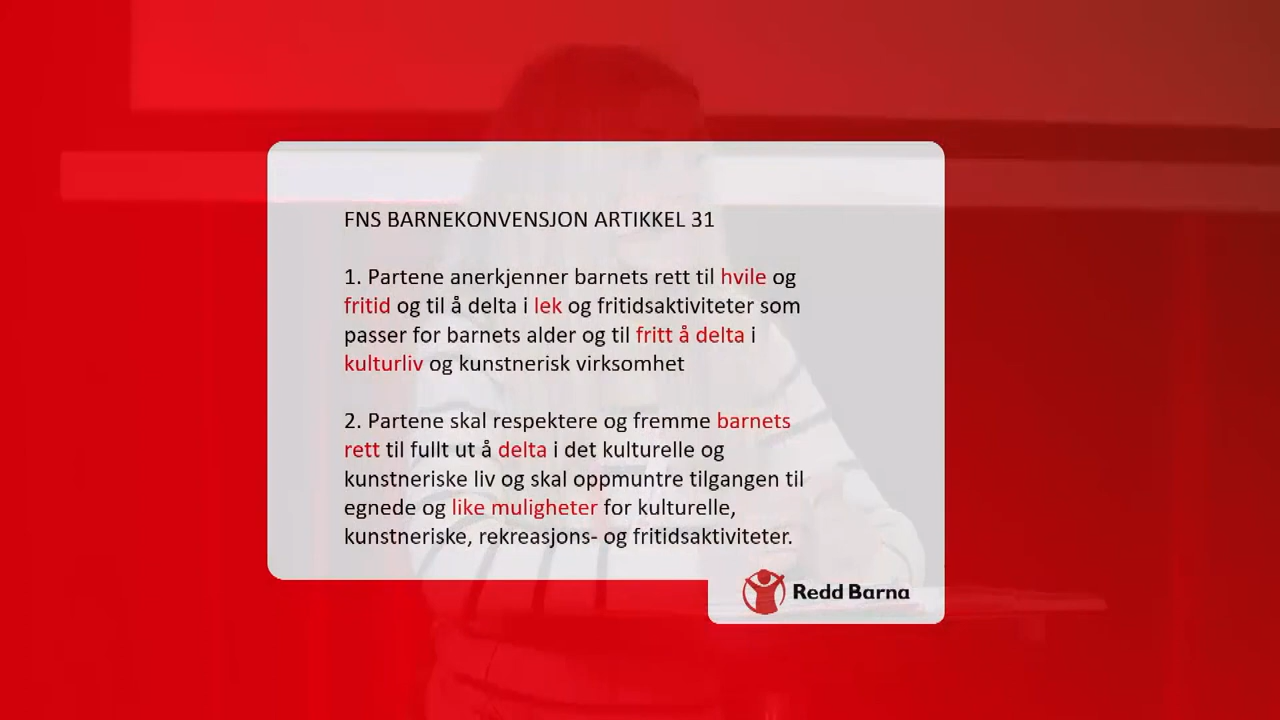 FNS BARNEKONVENSJON ARTIKKEL 31
1. Partene anerkjenner barnets rett til hvile og
fritid og til å delta i lek og fritidsaktiviteter som
passer for barnets alder og til fritt å delta i
kulturliv og kunstnerisk virksomhet
2. Partene skal respektere og fremme barnets
rett til fullt ut å delta i det kulturelle og
kunstneriske liv og skal oppmuntre tilgangen til
egnede og like muligheter for kulturelle,
kunstneriske, rekreasjons- og fritidsaktiviteter.
Redd Barna